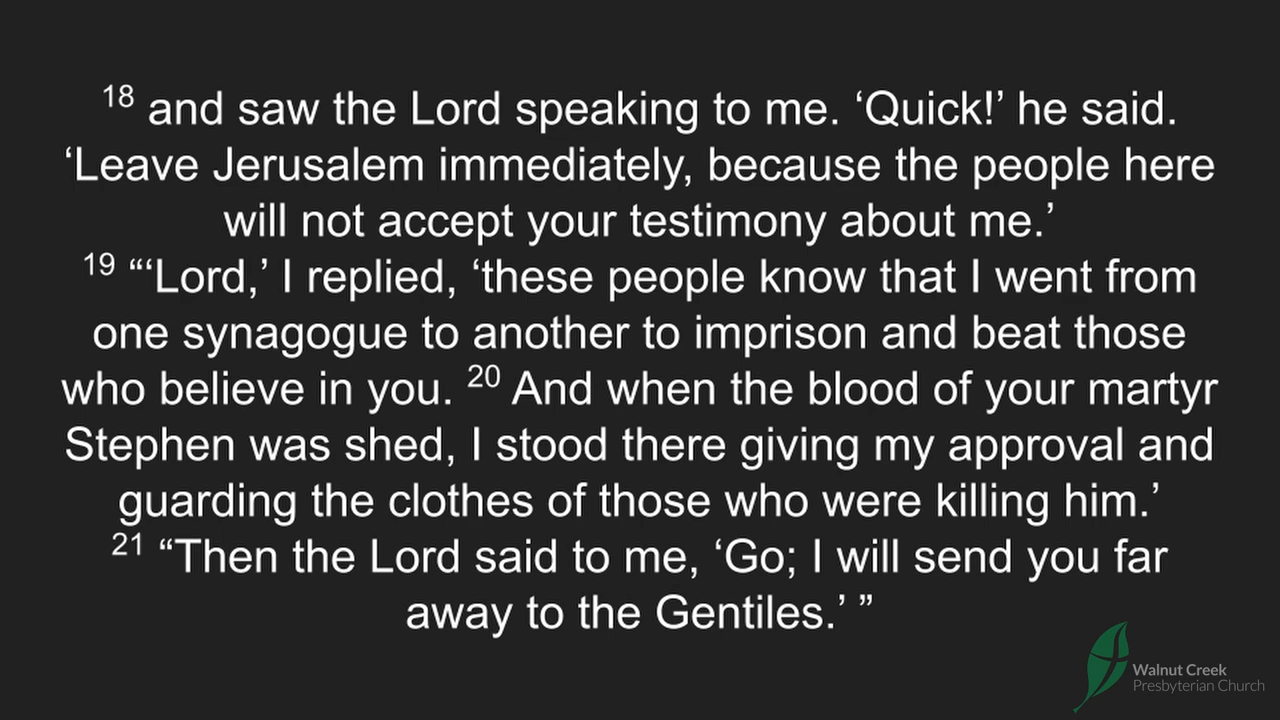 18 and saw the Lord speaking to me. ‘Quick!’ he said.
‘Leave Jerusalem immediately, because the people here
will not accept your testimony about me.’
19 “‘Lord,’ I replied, ‘these people know that I went from
one synagogue to another to imprison and beat those
who believe in you. 20 And when the blood of your martyr
Stephen was shed, I stood there giving my approval and
guarding the clothes of those who were killing him.’
21 “Then the Lord said to me, ‘Go; I will send you far
away to the Gentiles.’ ”
Walnut Creek
Presbyterian Church